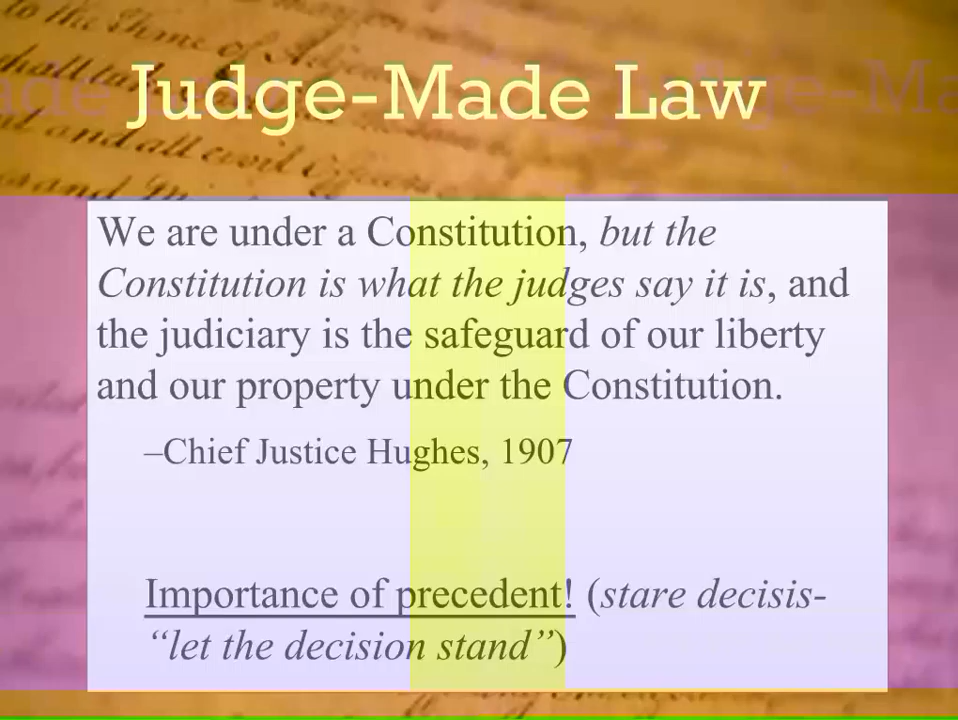 Judge-Made Law
We are under a Constitution, but the
Constitution is what the judges say it is, and
the judiciary is the safeguard of our liberty
and our property under the Constitution.
–Chief Justice Hughes, 1907
Importance of precedent! (stare decisis-
“let the decision stand”)